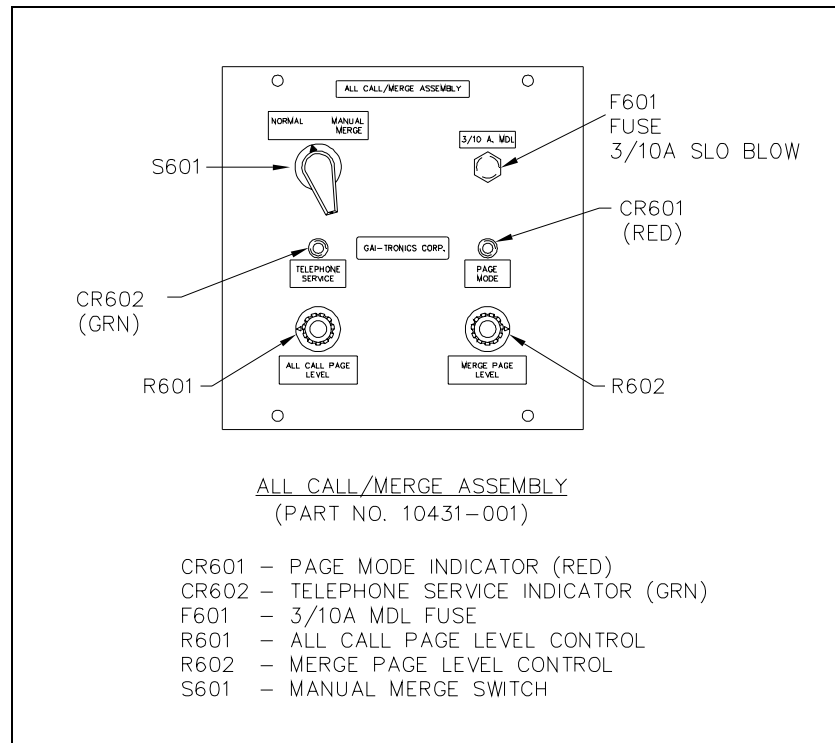 ALL CALL/MERGE ASSEMBLY
NORMAL
MANUAL
MERGE
3/10 A. MDL
F601
FUSE
3/10A SLO BLOW
S601
CR601
(RED)
GAI-TRONICS CORP.
TELEPHONE
SERVICE
PAGE
MODE
CR602
(GRN)
R601
ALL CALL PAGE
LEVEL
MERGE PAGE
LEVEL
R602
ALL CALL/MERGE ASSEMBLY
(PART NO. 10431-001)
CR601 - PAGE MODE INDICATOR (RED)
CR602 - TELEPHONE SERVICE INDICATOR (GRN)
F601 - 3/10A MDL FUSE
R601 - ALL CALL PAGE LEVEL CONTROL
R602 - MERGE PAGE LEVEL CONTROL
S601 - MANUAL MERGE SWITCH